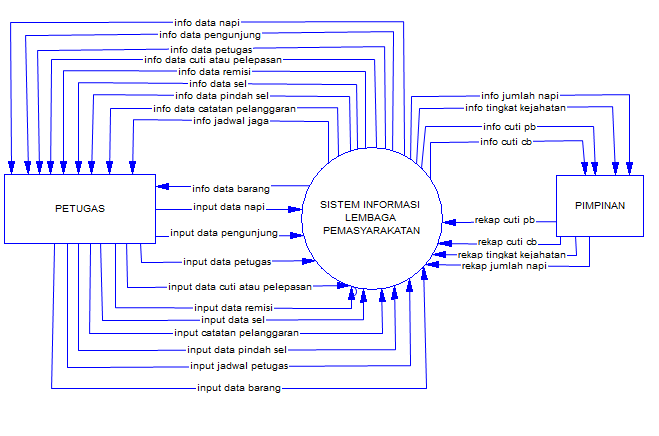 info data napi
info data pengunjung
info data petugas
info data cuti atau pelepasan
info data remisi
info data sel
info data pindah sel
info data catatan pelanggaran
info jadwal jaga
info jumlah napi
info tingkat kejahatan
info cuti pb
info cuti cb
info data barang
input data napi
input data pengunjung
input data petugas
input data cuti atau pelepasan
input data remisi
input data sel
input catatan pelanggaran
input data pindah sel
input jadwal petugas
input data barang
PETUGAS
SISTEM INFORMASI
LEMBAGA
PEMASYARAKATAN
PIMPINAN
rekap cuti pb
rekap cuti cb
rekap tingkat kejahatan
rekap jumlah napi